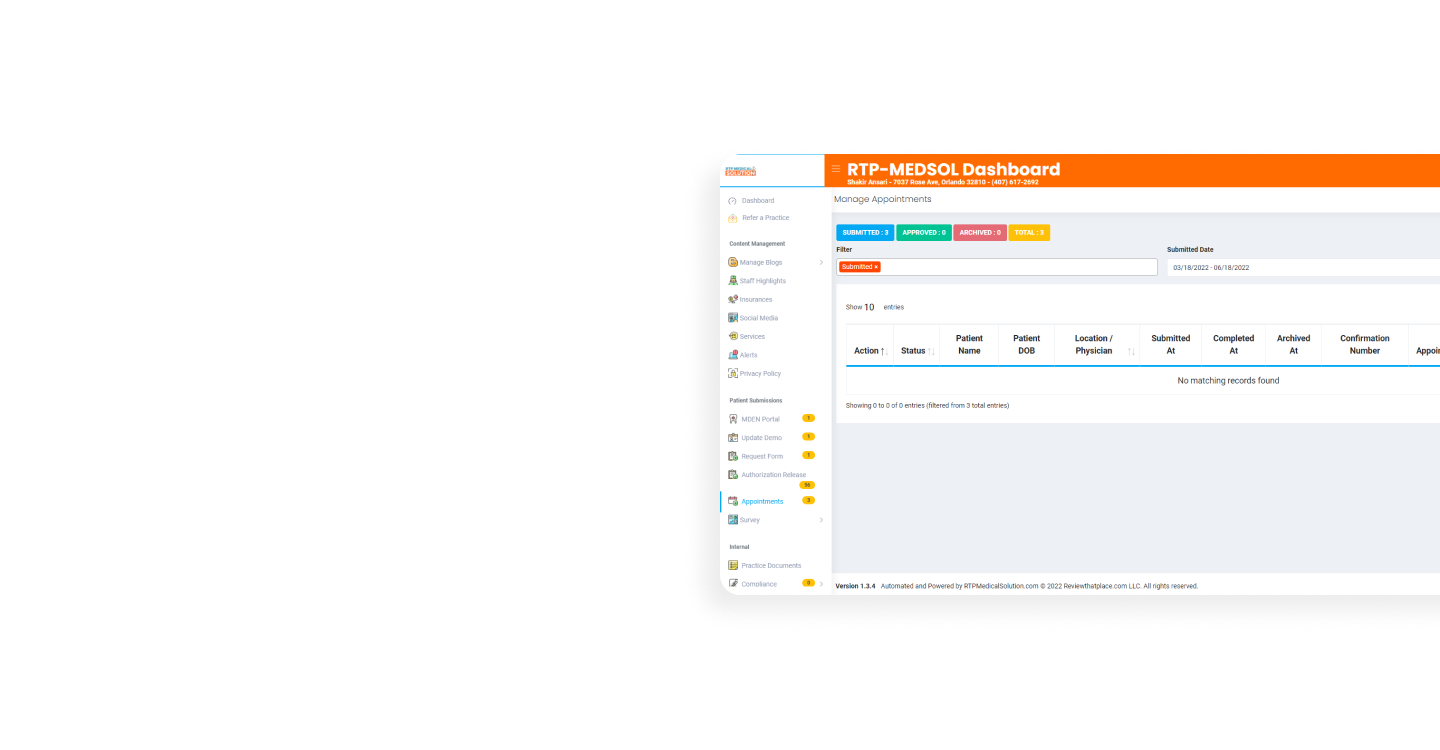 RTP MEDICAL
SOLUTION
RTP-MEDSOL Dashboard
Shakir Ansari - 7037 Rose Ave, Orlando 32810 - (407) 617-2692
Dashboard
Refer a Practice
Content Management
Manage Blogs
Staff Highlights
Insurances
Social Media
Services
Alerts
Privacy Policy
Patient Submissions
MDEN Portal 1
Update Demo 1
Request Form 1
Authorization Release
96
Appointments 3
Survey
Internal
Practice Documents
Compliance 0
Manage Appointments
SUBMITTED : 3 APPROVED : 0 ARCHIVED : 0 TOTAL : 3
Filter Submitted Date
Submitted × 03/18/2022 - 06/18/2022
Show 10 entries
Action Status Patient Name Patient DOB Location / Physician Submitted At Completed At Archived At Confirmation Number Appoin
No matching records found
Showing 0 to 0 of 0 entries (filtered from 3 total entries)
Version 1.3.4 Automated and Powered by RTPMedicalSolution.com © 2022 Reviewthatplace.com LLC. All rights reserved.